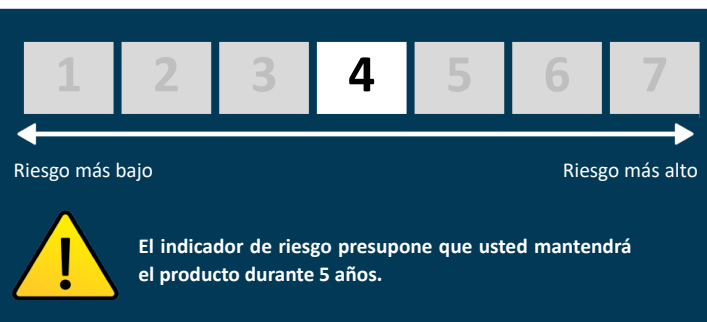 1 2 3 4 5 6 7
Riesgo más bajo Riesgo más alto
El indicador de riesgo presupone que usted mantendrá
el producto durante 5 años.